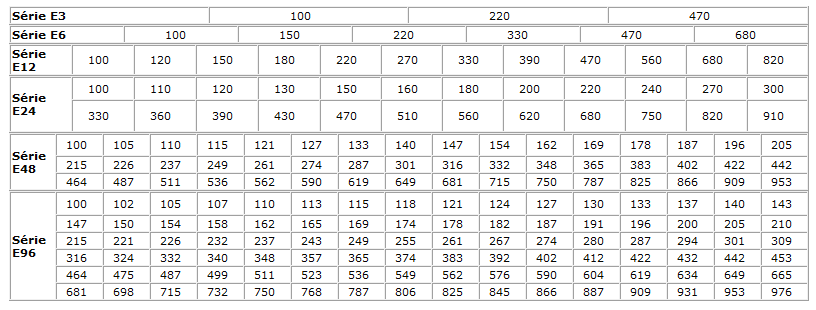 Série E3 100 220 470
Série E6 100 150 220 330 470 680
Série E12 100 120 150 180 220 270 330 390 470 560 680 820
Série E24 100 110 120 130 150 160 180 200 220 240 270 300
330 360 390 430 470 510 560 620 680 750 820 910
Série E48 100 105 110 115 121 127 133 140 147 154 162 169 178 187 196 205
215 226 237 249 261 274 287 301 316 332 348 365 383 402 422 442
464 487 511 536 562 590 619 649 681 715 750 787 825 866 909 953
Série E96 100 102 105 107 110 113 115 118 121 124 127 130 133 137 140 143
147 150 154 158 162 165 169 174 178 182 187 191 196 200 205 210
215 221 226 232 237 243 249 255 261 267 274 280 287 294 301 309
316 324 332 340 348 357 365 374 383 392 402 412 422 432 442 453
464 475 487 499 511 523 536 549 562 576 590 604 619 634 649 665
681 698 715 732 750 768 787 806 825 845 866 887 909 931 953 976